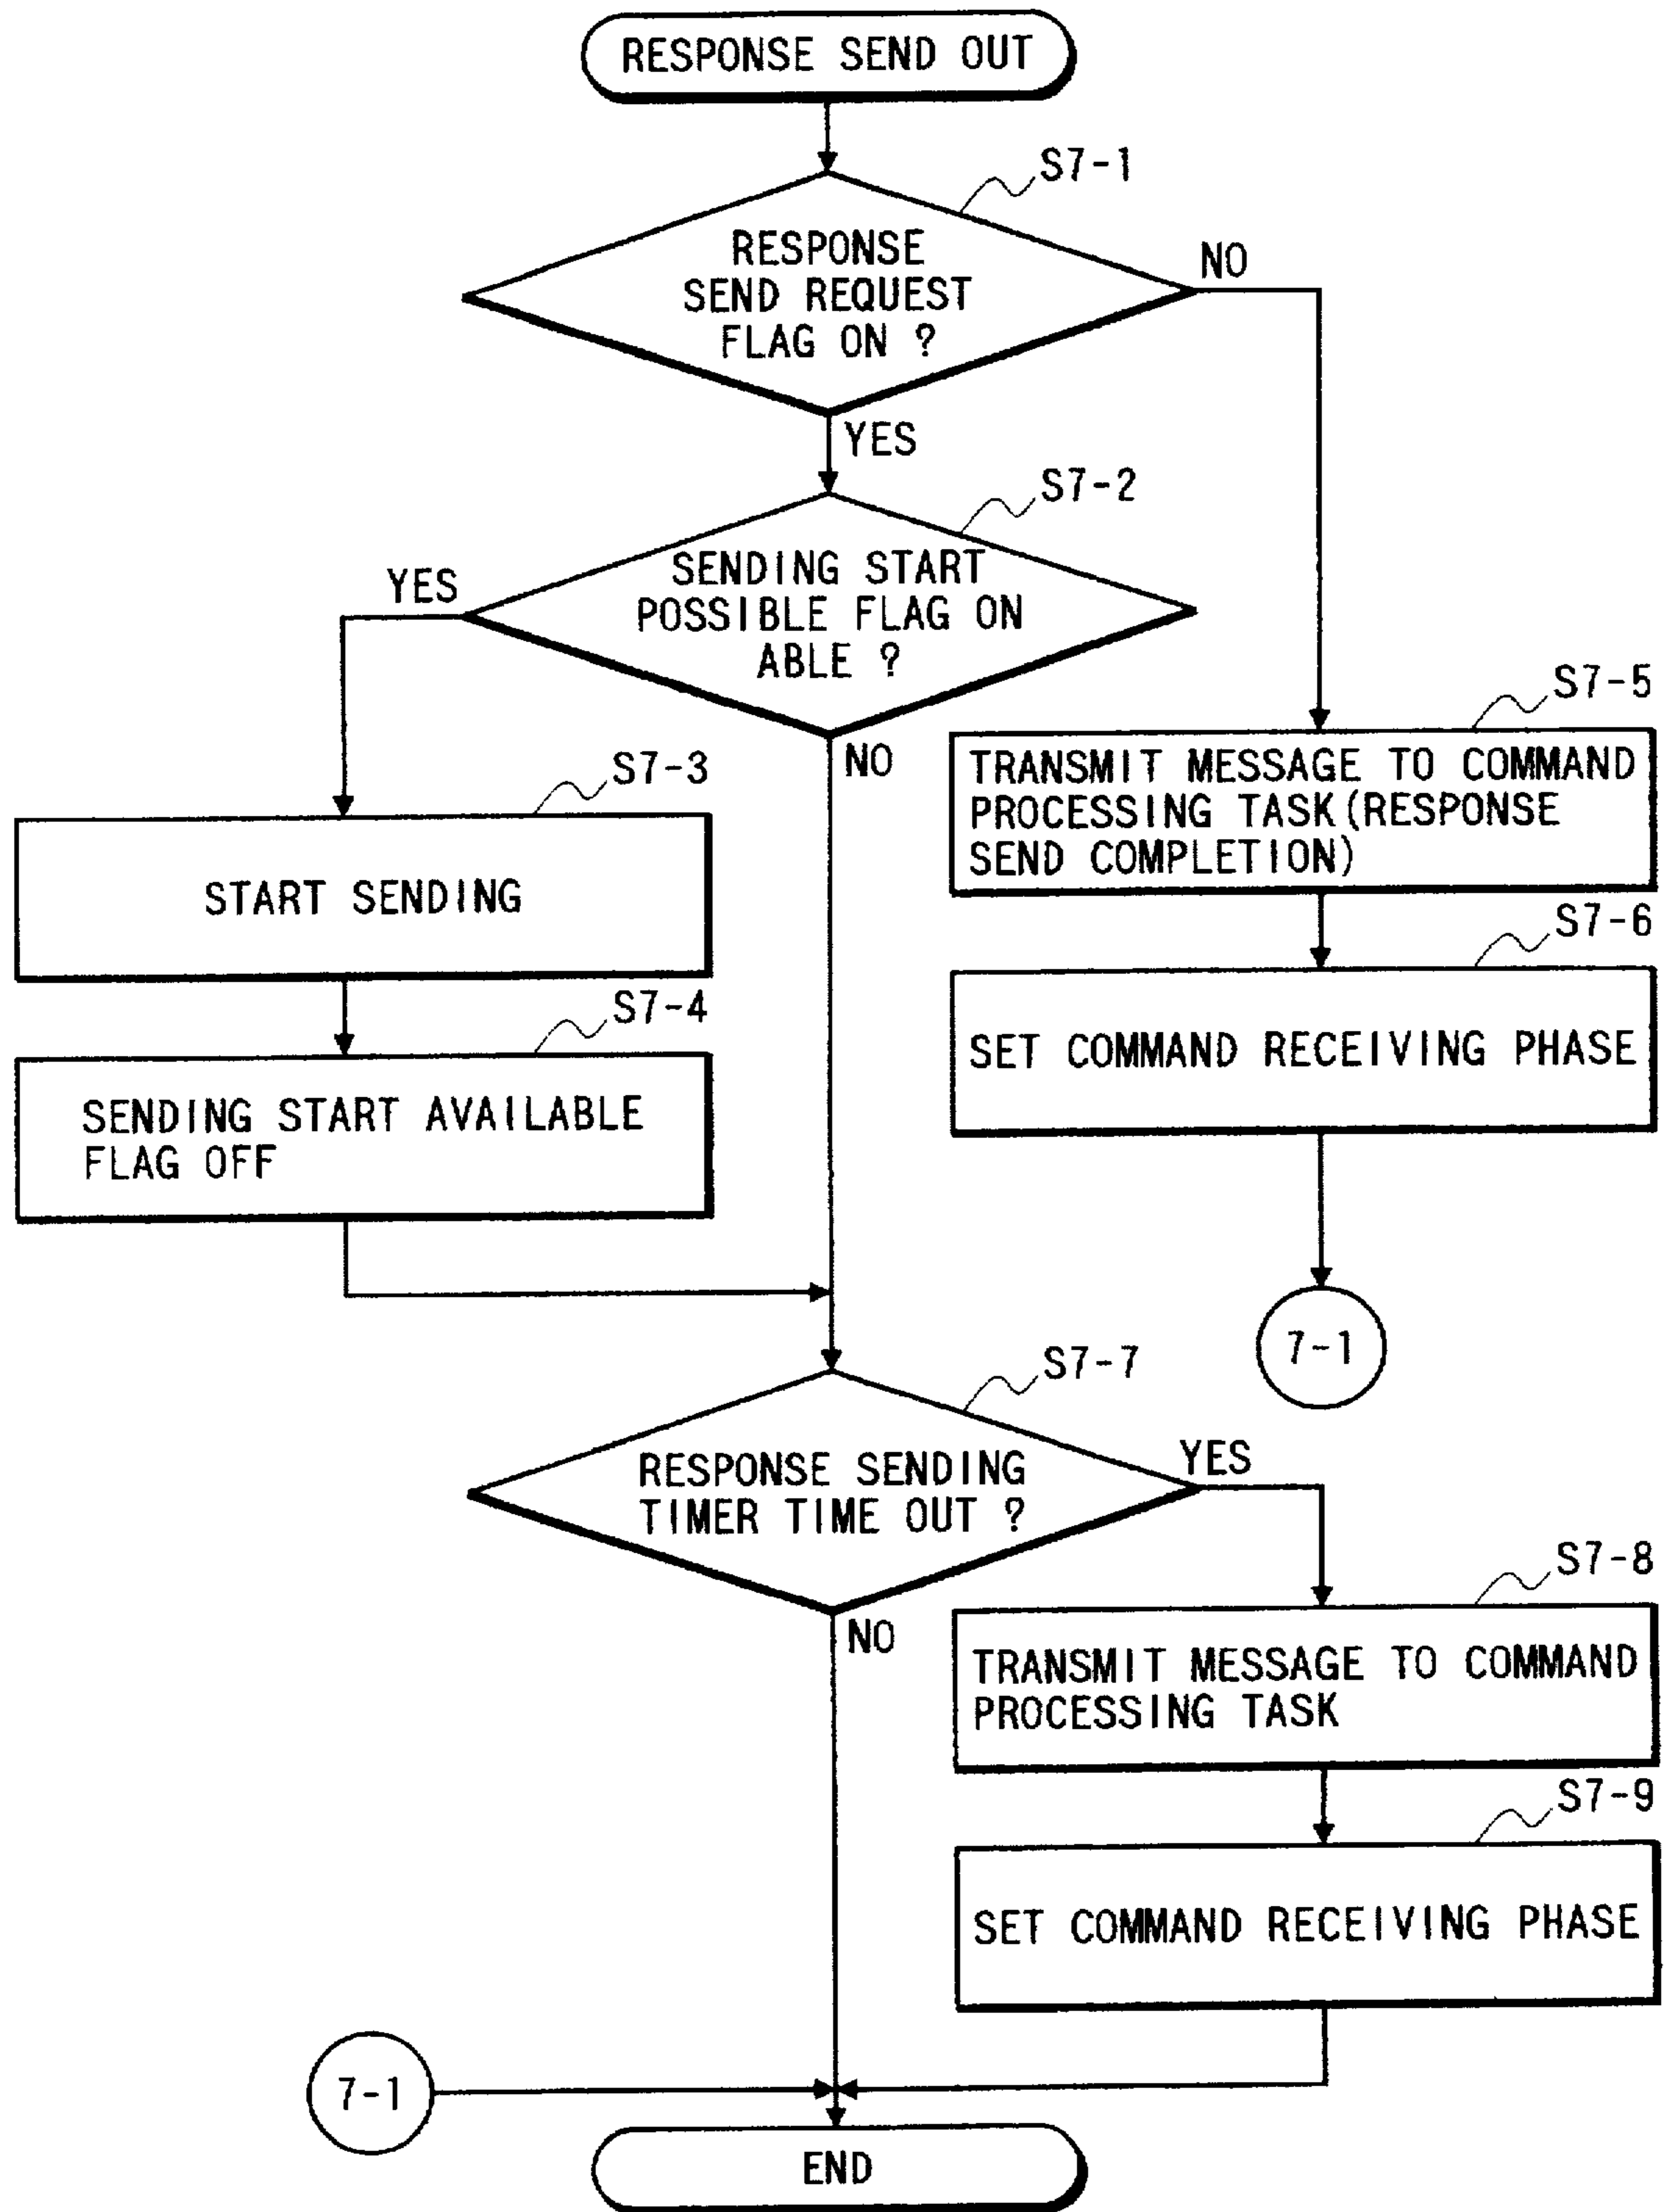 RESPONSE SEND OUT
S7-1
RESPONSE
SEND REQUEST
FLAG ON ?
NO
YES
S7-2
SENDING START
POSSIBLE FLAG ON
ABLE ?
YES
NO
S7-3
START SENDING
S7-4
SENDING START AVAILABLE
FLAG OFF
S7-5
TRANSMIT MESSAGE TO COMMAND
PROCESSING TASK(RESPONSE
SEND COMPLETION)
S7-6
SET COMMAND RECEIVING PHASE
7-1
S7-7
RESPONSE SENDING
TIMER TIME OUT ?
YES
NO
S7-8
TRANSMIT MESSAGE TO COMMAND
PROCESSING TASK
S7-9
SET COMMAND RECEIVING PHASE
7-1
END